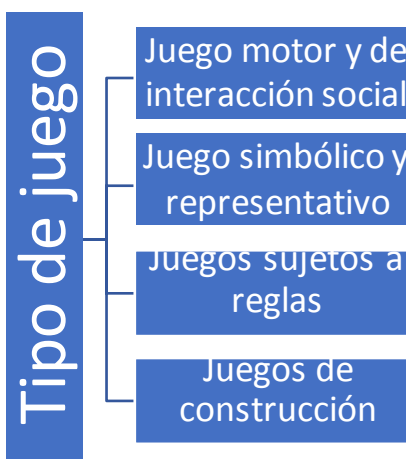 Tipo de juego
Juego motor y de
interacción social
Juego simbólico y
representativo
Juegos sujetos a
reglas
Juegos de
construcción